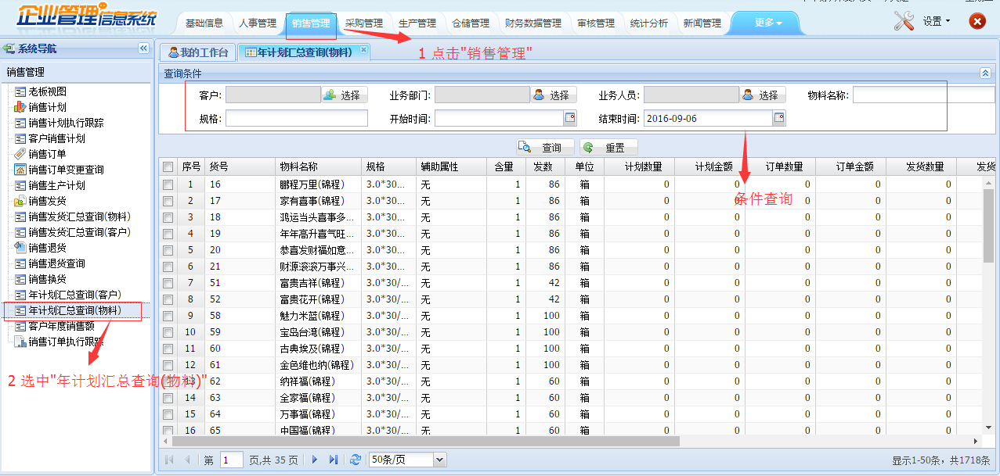 企业管理信息系统
基础信息 人事管理 销售管理 采购管理 生产管理 仓储管理 财务数据管理 审核管理 统计分析 新闻管理 更多 设置
1 点击"销售管理"
系统导航
我的工作台 年计划汇总查询(物料)
销售管理
老板视图
销售计划
销售计划执行跟踪
客户销售计划
销售订单
销售订单变更查询
销售生产计划
销售发货
销售发货汇总查询(物料)
销售发货汇总查询(客户)
销售退货
销售退货查询
销售换货
年计划汇总查询(客户)
年计划汇总查询(物料)
客户年度销售额
销售订单执行跟踪
2 选中"年计划汇总查询(物料)"
查询条件
客户: 选择 业务部门: 选择 业务人员: 选择 物料名称:
规格: 开始时间: 结束时间: 2016-09-06
查询 重置
条件查询
序号 货号 物料名称 规格 辅助属性 含量 发数 单位 计划数量 计划金额 订单数量 订单金额 发货数量 发货
1 16 鹏程万里(锦程) 3.0*30... 无 1 86 箱 0 0 0 0 0
2 17 家有喜事(锦程) 3.0*30... 无 1 86 箱 0 0 0 0 0
3 18 鸿运当头喜事多... 3.0*30... 无 1 86 箱 0 0 0 0 0
4 19 年年高升喜气旺... 3.0*30... 无 1 86 箱 0 0 0 0 0
5 20 恭喜发财福如意... 3.0*30... 无 1 86 箱 0 0 0 0 0
6 21 财源滚滚万事兴... 3.0*30... 无 1 86 箱 0 0 0 0 0
7 51 富贵吉祥(锦程) 3.0*30/... 无 1 42 箱 0 0 0 0 0
8 52 富贵花开(锦程) 3.0*30/... 无 1 42 箱 0 0 0 0 0
9 58 魅力米蓝(锦程) 3.0*30/... 无 1 100 箱 0 0 0 0 0
10 59 宝岛台湾(锦程) 3.0*30/... 无 1 100 箱 0 0 0 0 0
11 60 古典埃及(锦程) 3.0*30/... 无 1 100 箱 0 0 0 0 0
12 61 金色维也纳(锦程) 3.0*30/... 无 1 100 箱 0 0 0 0 0
13 62 纳祥福(锦程) 3.0*30/... 无 1 60 箱 0 0 0 0 0
14 63 全家福(锦程) 3.0*30/... 无 1 60 箱 0 0 0 0 0
15 64 万事福(锦程) 3.0*30/... 无 1 60 箱 0 0 0 0 0
16 65 中国福(锦程) 3.0*30/... 无 1 60 箱 0 0 0 0 0
第 1 页,共 35 页 50条/页 显示1-50条，共1718条